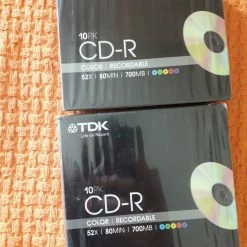 10PK
CD-R
COLOR | RECORDABLE
52X | 80MIN | 700MB
TDK
Life on Record
10PK
CD-R
COLOR | RECORDABLE
52X | 80MIN | 700MB